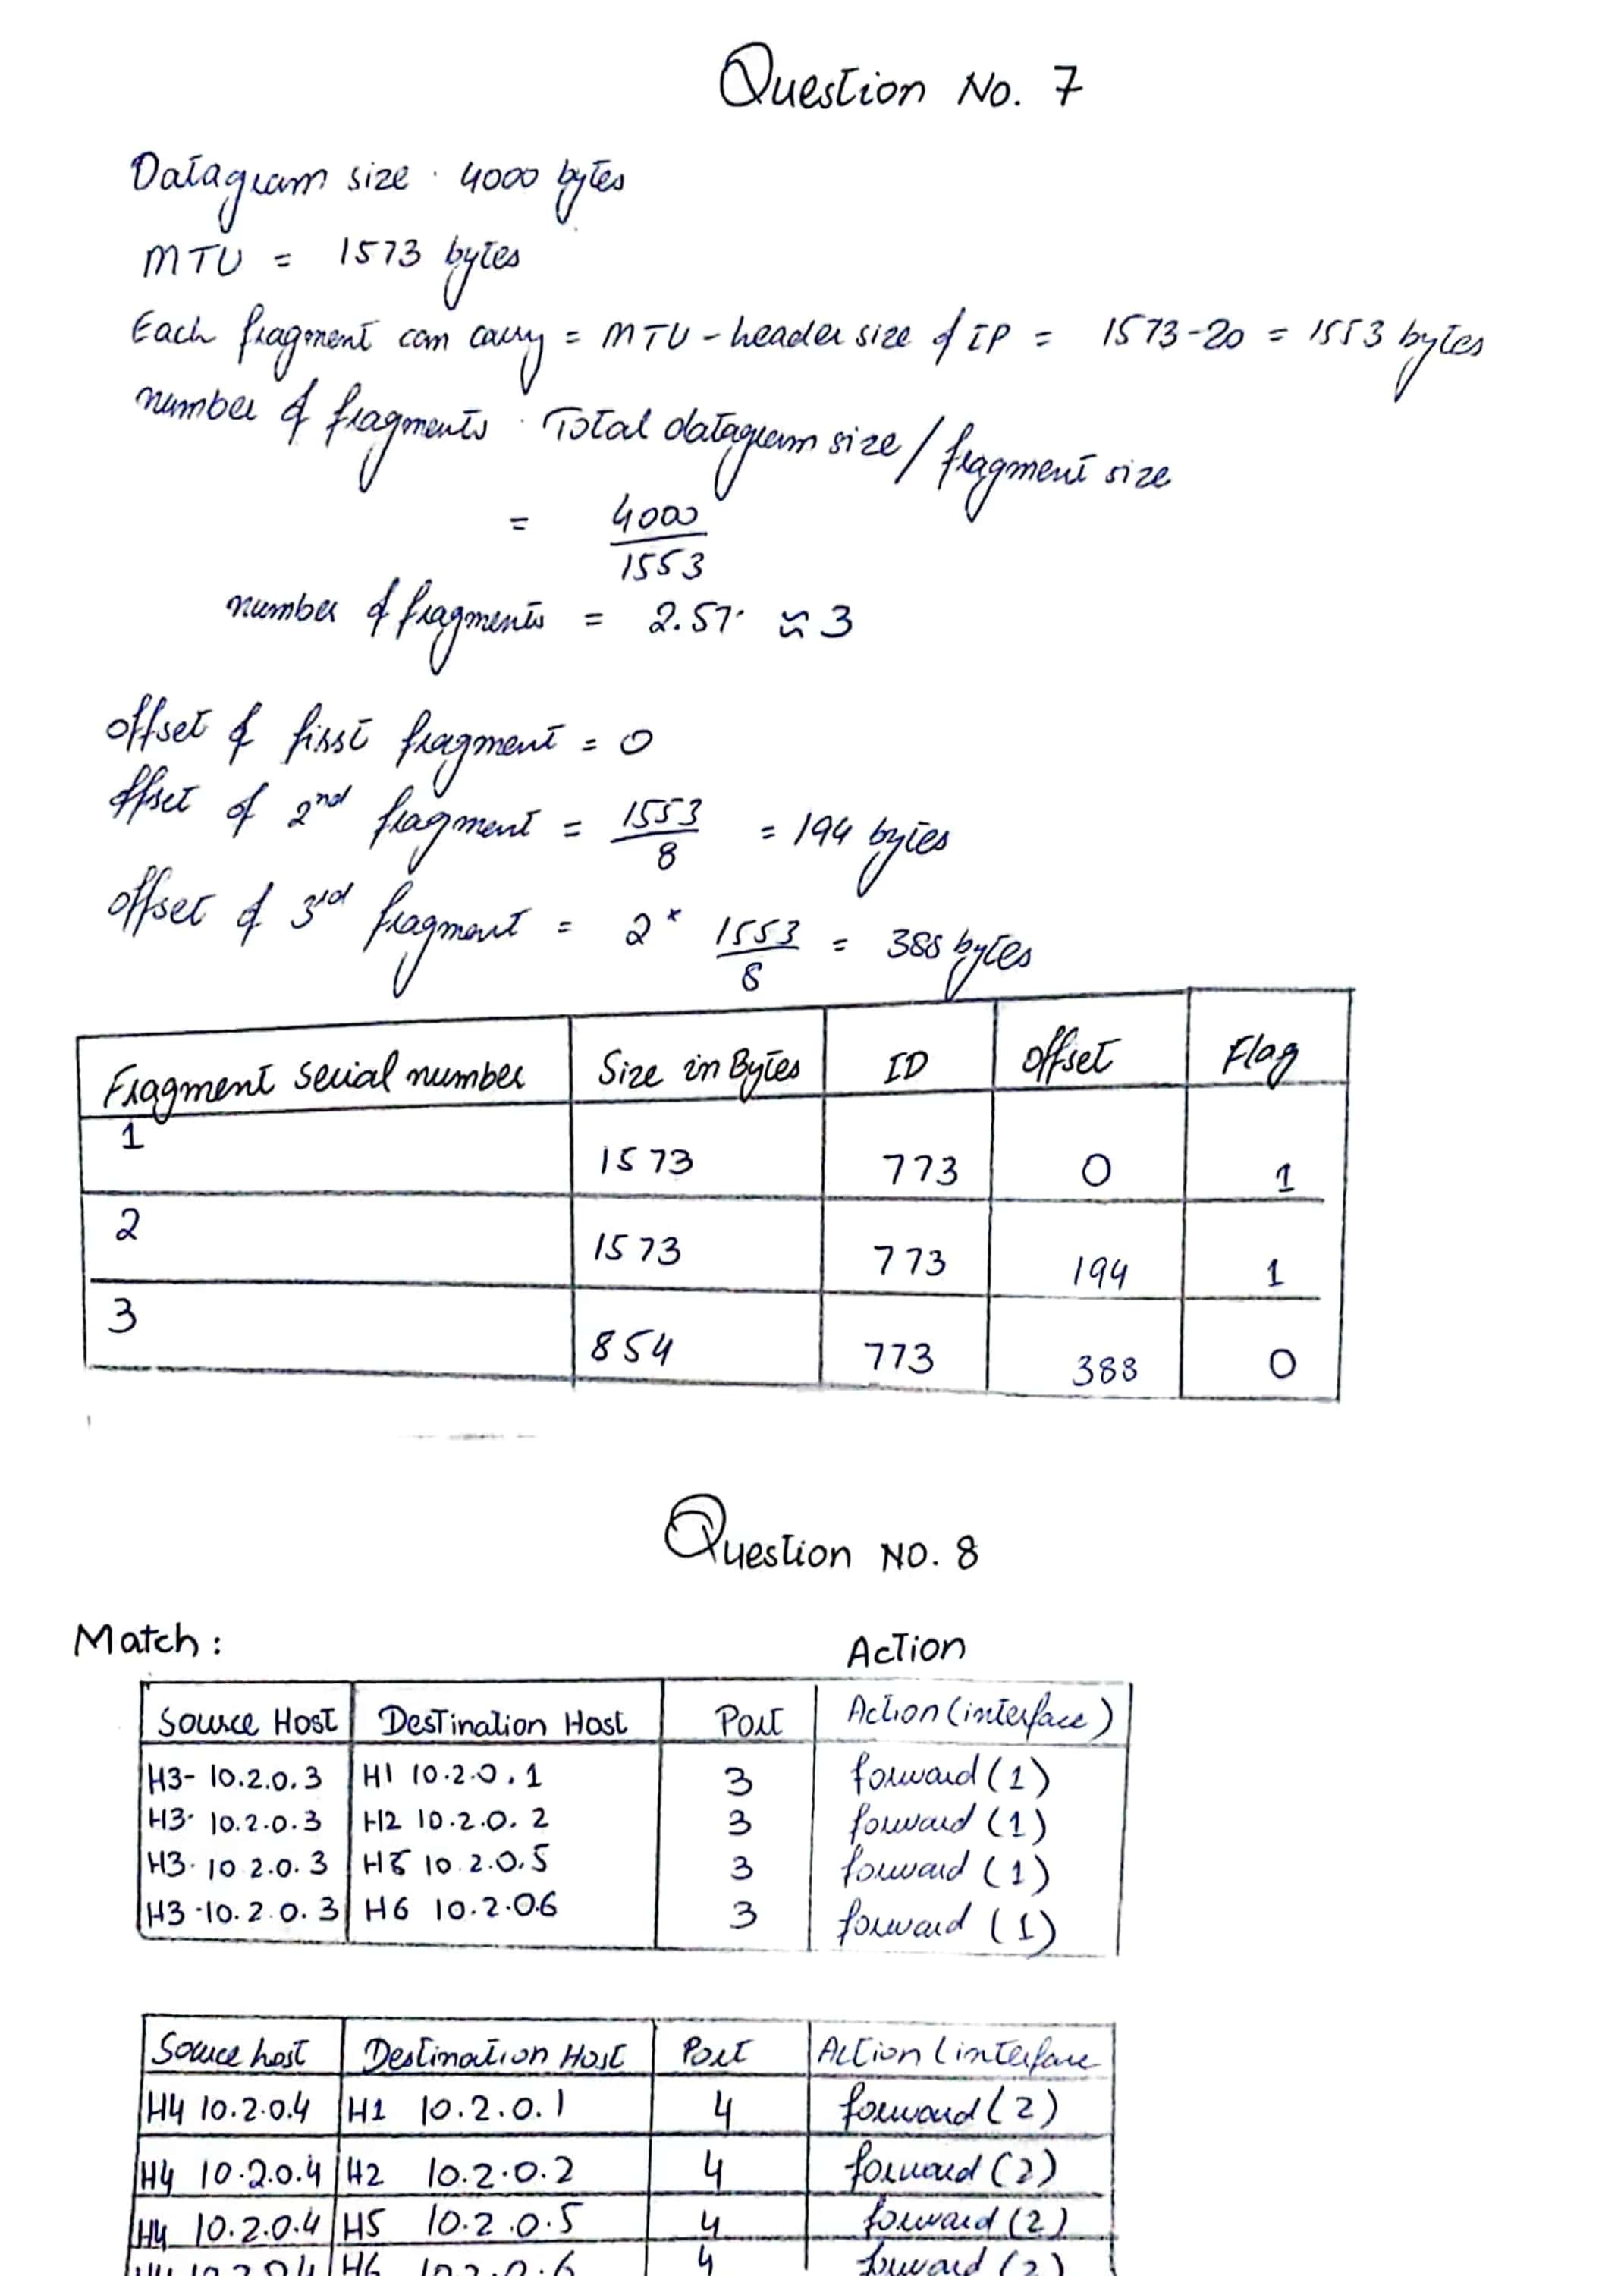 Question No. 7
Datagram size . 4000 bytes
MTU = 1573 bytes
Each fragment can carry = MTU - header size of IP = 1573-20 = 1553 bytes
number of fragments . Total datagram size / fragment size
= 4000
1553
number of fragments = 2.57 ≈ 3
offset of first fragment = 0
offset of 2nd fragment = 1553 = 194 bytes
8
offset of 3rd fragment = 2* 1553 = 388 bytes
8
Fragment serial number Size in Bytes ID offset Flag
1 1573 773 0 1
2 1573 773 194 1
3 854 773 388 0
Question NO. 8
Match: Action
Source Host Destination Host Port Action (interface)
H3- 10.2.0.3 H1 10.2.0.1 3 forward (1)
H3- 10.2.0.3 H2 10.2.0.2 3 forward (1)
H3. 10 2.0.3 H5 10.2.0.5 3 forward (1)
H3 -10.2.0.3 H6 10.2.0.6 3 forward (1)
Source host Destination Host Port Action (interface
H4 10.2.0.4 H1 10.2.0.1 4 forward (2)
H4 10.2.0.4 H2 10.2.0.2 4 forward (2)
H4 10.2.0.4 H5 10.2.0.5 4 forward (2)
H4 10.2.0.4 H6 10.2.0.6 4 forward (2)